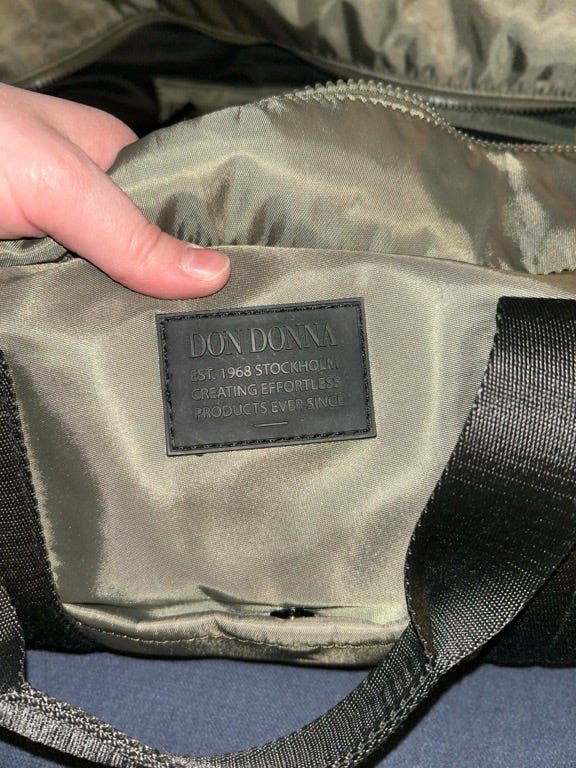 DON DONNA
EST. 1968 STOCKHOLM
CREATING EFFORTLESS
PRODUCTS EVER SINCE